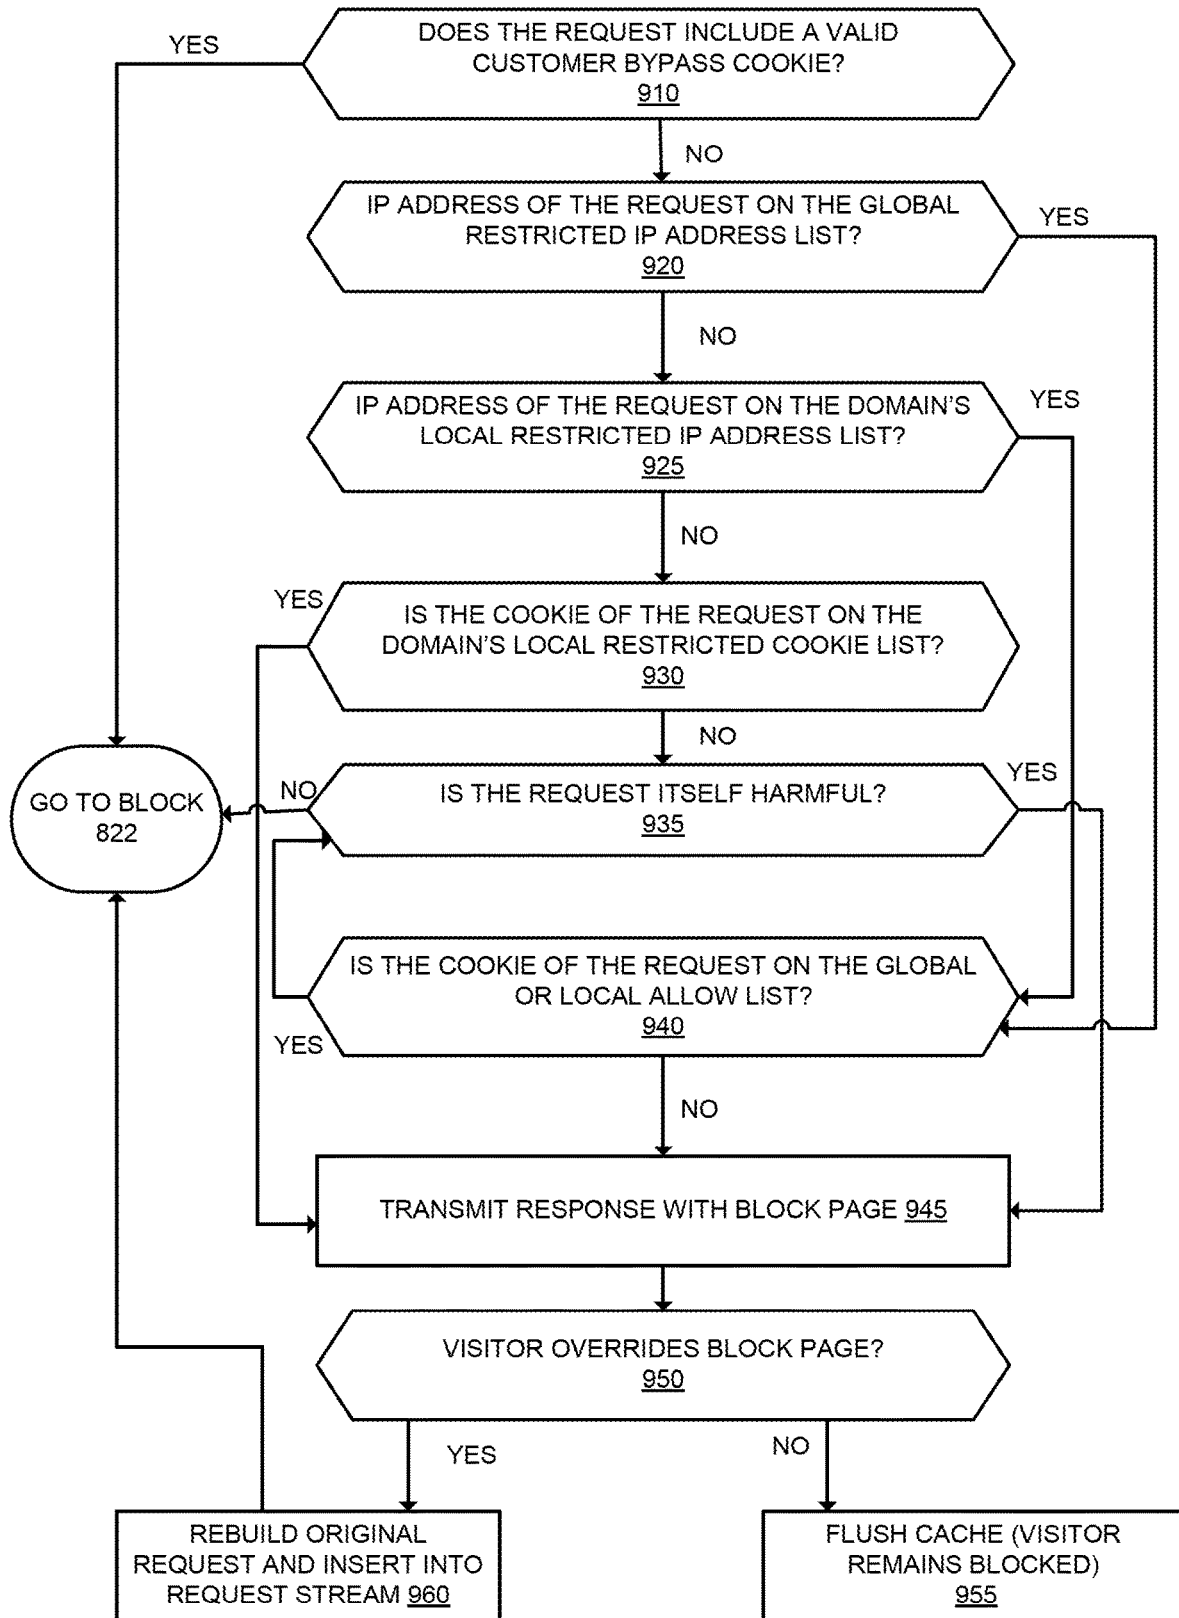 DOES THE REQUEST INCLUDE A VALID
CUSTOMER BYPASS COOKIE?
910
YES
NO
IP ADDRESS OF THE REQUEST ON THE GLOBAL
RESTRICTED IP ADDRESS LIST?
920
YES
NO
IP ADDRESS OF THE REQUEST ON THE DOMAIN'S
LOCAL RESTRICTED IP ADDRESS LIST?
925
YES
NO
YES
IS THE COOKIE OF THE REQUEST ON THE
DOMAIN'S LOCAL RESTRICTED COOKIE LIST?
930
NO
GO TO BLOCK
822
NO
IS THE REQUEST ITSELF HARMFUL?
935
YES
IS THE COOKIE OF THE REQUEST ON THE GLOBAL
OR LOCAL ALLOW LIST?
940
YES
NO
TRANSMIT RESPONSE WITH BLOCK PAGE 945
VISITOR OVERRIDES BLOCK PAGE?
950
YES
NO
REBUILD ORIGINAL
REQUEST AND INSERT INTO
REQUEST STREAM 960
FLUSH CACHE (VISITOR
REMAINS BLOCKED)
955